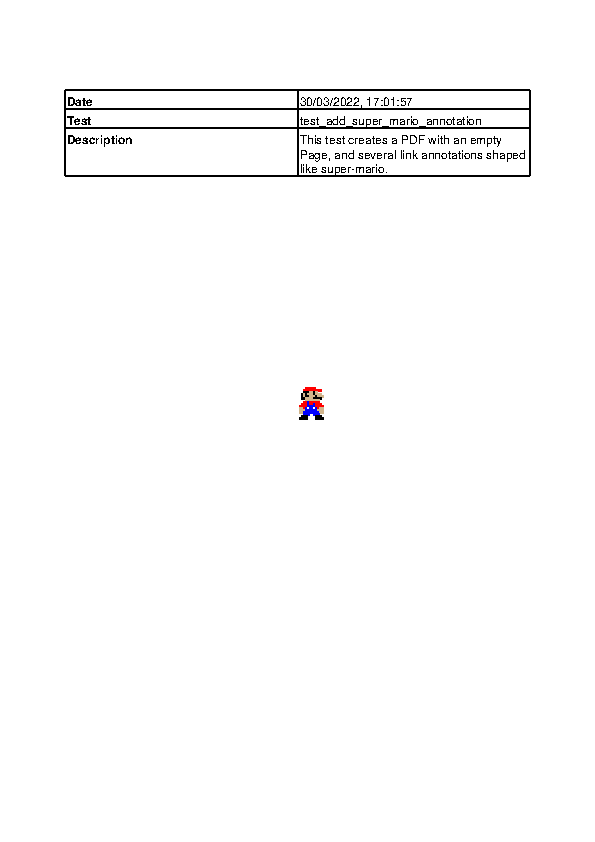 Date 30/03/2022, 17:01:57
Test test_add_super_mario_annotation
Description This test creates a PDF with an empty
Page, and several link annotations shaped
like super-mario.